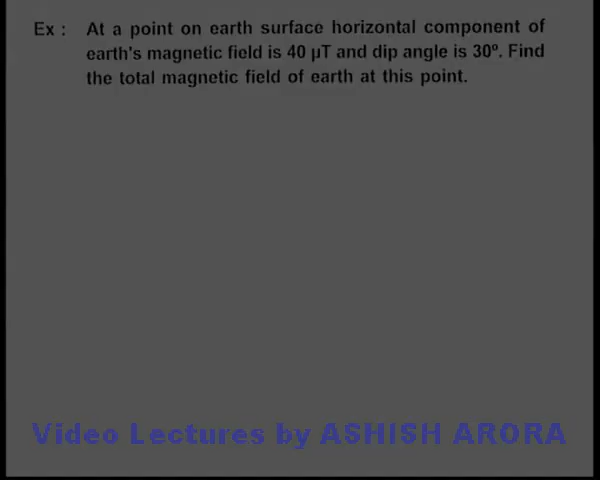 Ex : At a point on earth surface horizontal component of
earth's magnetic field is 40 µT and dip angle is 30º. Find
the total magnetic field of earth at this point.
Video Lectures by ASHISH ARORA